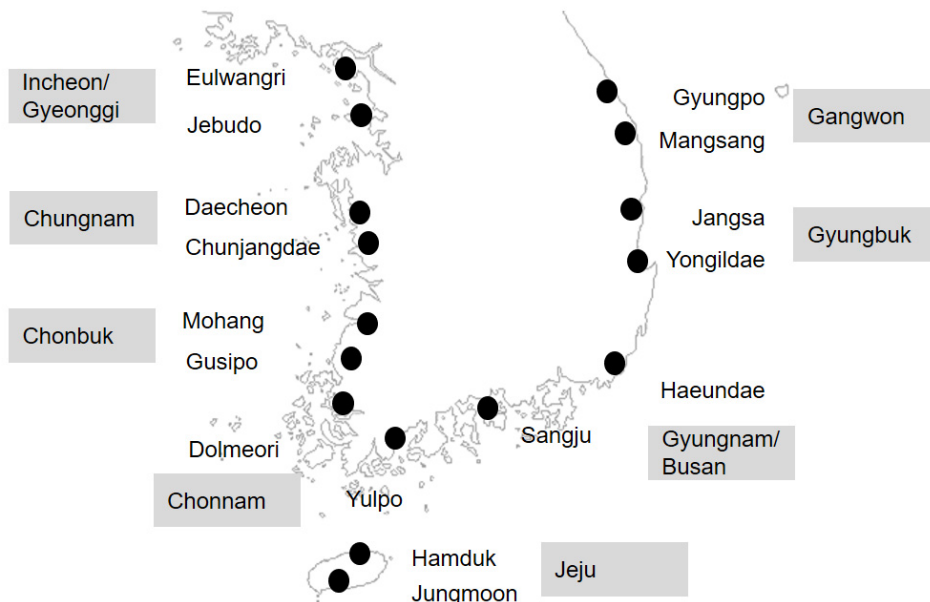 Incheon/
Gyeonggi
Eulwangri
Jebudo
Gyungpo
Mangsang
Gangwon
Chungnam
Daecheon
Chunjangdae
Jangsa
Yongildae
Gyungbuk
Chonbuk
Mohang
Gusipo
Haeundae
Dolmeori
Sangju
Gyungnam/
Busan
Chonnam
Yulpo
Hamduk
Jungmoon
Jeju